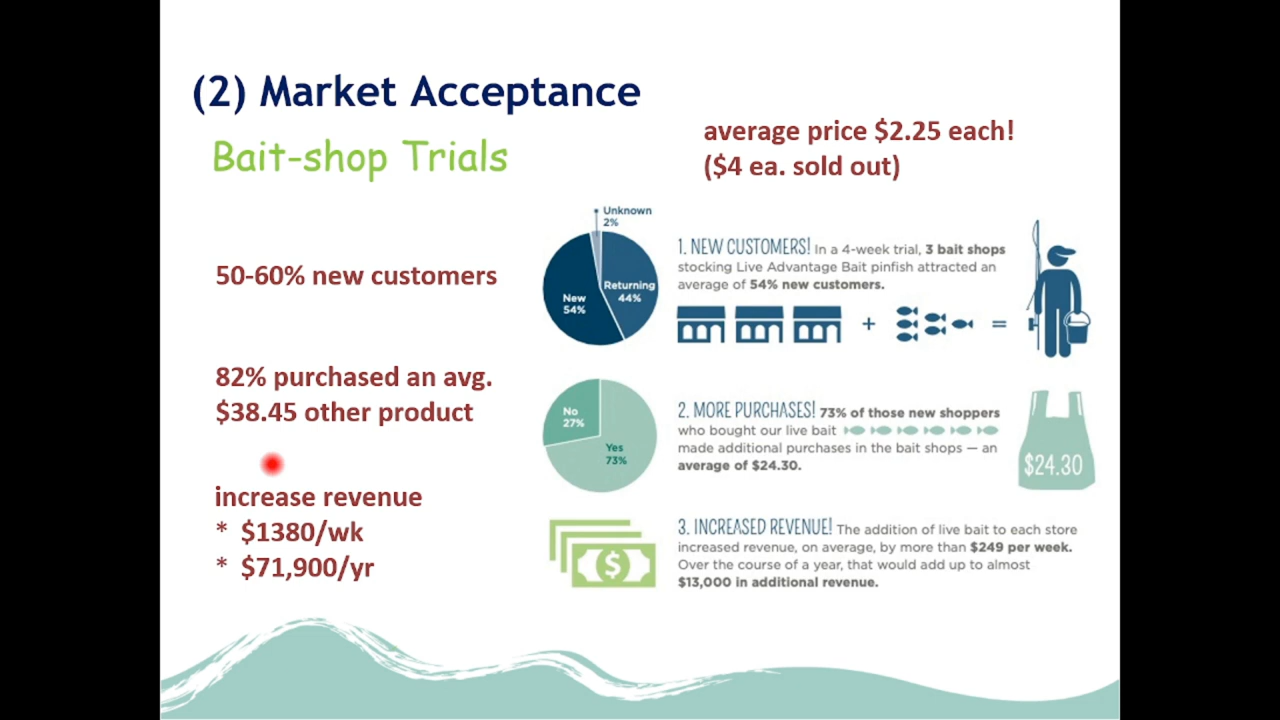 (2) Market Acceptance
Bait-shop Trials
average price $2.25 each!
($4 ea. sold out)
50-60% new customers
82% purchased an avg.
$38.45 other product
increase revenue
* $1380/wk
* $71,900/yr
Unknown
2%
Returning
44%
New
54%
1. NEW CUSTOMERS! In a 4-week trial, 3 bait shops
stocking Live Advantage Bait pinfish attracted an
average of 54% new customers.
+ =
No
27%
Yes
73%
2. MORE PURCHASES! 73% of those new shoppers
who bought our live bait
made additional purchases in the bait shops — an
average of $24.30.
$24.30
$
3. INCREASED REVENUE! The addition of live bait to each store
increased revenue, on average, by more than $249 per week.
Over the course of a year, that would add up to almost
$13,000 in additional revenue.